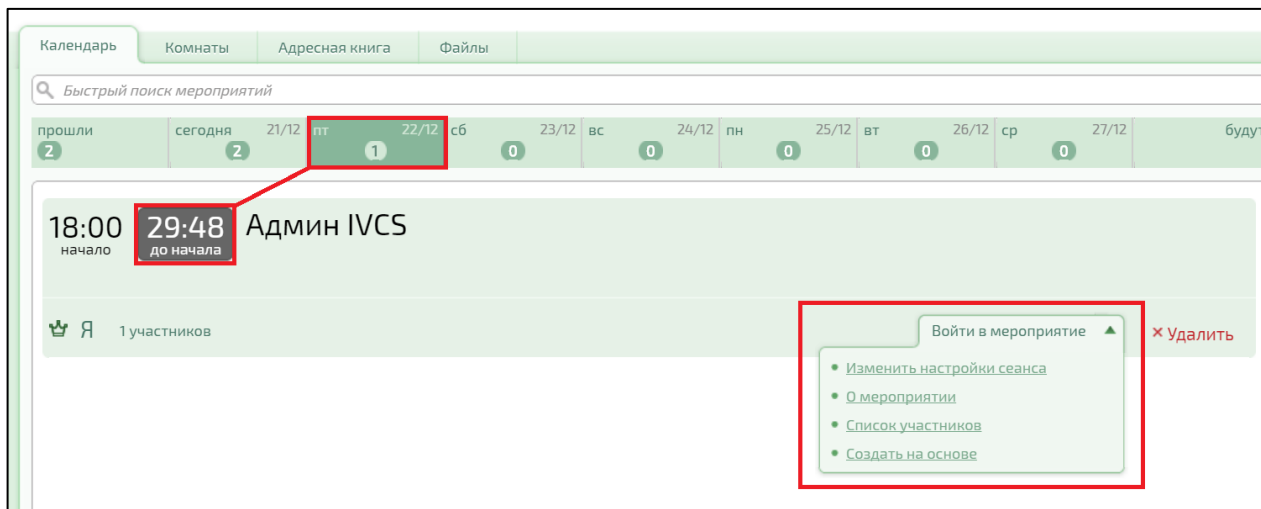 Календарь Комнаты Адресная книга Файлы
Быстрый поиск мероприятий
прошли сегодня 21/12 пт 22/12 сб 23/12 вс 24/12 пн 25/12 вт 26/12 ср 27/12 будут
2 2 1 0 0 0 0 0
18:00 29:48 Админ IVCS
начало до начала
Я 1 участников Войти в мероприятие Удалить
Изменить настройки сеанса
О мероприятии
Список участников
Создать на основе